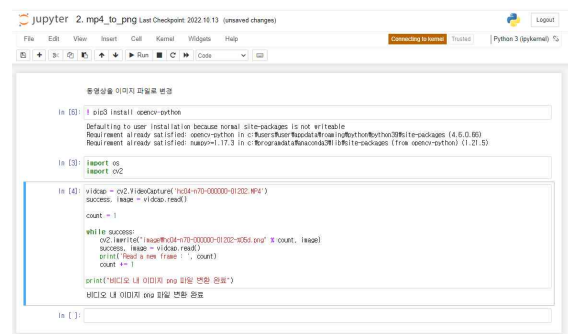 jupyter 2. mp4_to_png Last Checkpoint: 2022.10.13 (unsaved changes) Logout
File Edit View Insert Cell Kernel Widgets Help Connecting to kernel Trusted Python 3 (ipykernel)
Run Code
동영상을 이미지 파일로 변경
In [6]: ! pip3 install opencv-python
Defaulting to user installation because normal site-packages is not writeable
Requirement already satisfied: opencv-python in c:₩users₩user₩appdata₩roaming₩python₩python39₩site-packages (4.6.0.66)
Requirement already satisfied: numpy>=1.17.3 in c:₩programdata₩anaconda3₩lib₩site-packages (from opencv-python) (1.21.5)
In [3]: import os
import cv2
In [4]: vidcap = cv2.VideoCapture('hc04-n70-000000-01202.MP4')
success, image = vidcap.read()
count = 1
while success:
cv2.imwrite("image₩hc04-n70-000000-01202-%05d.png" % count, image)
success, image = vidcap.read()
print('Read a new frame : ', count)
count += 1
print("비디오 내 이미지 png 파일 변환 완료")
비디오 내 이미지 png 파일 변환 완료
In [ ]: